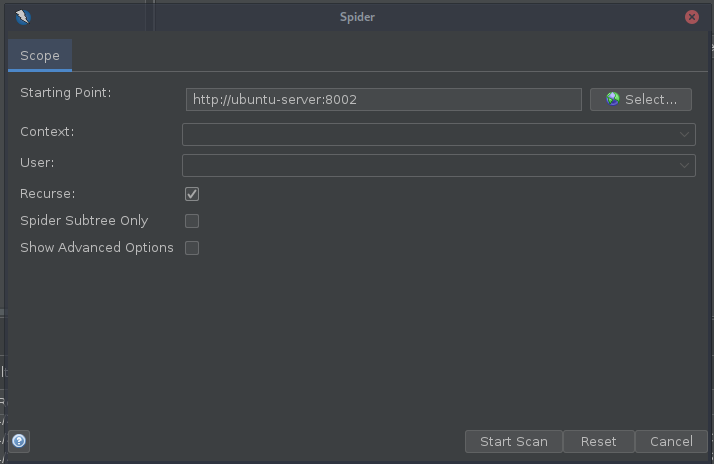 Spider
Scope
Starting Point: http://ubuntu-server:8002 Select...
Context:
User:
Recurse:
Spider Subtree Only
Show Advanced Options
Start Scan Reset Cancel